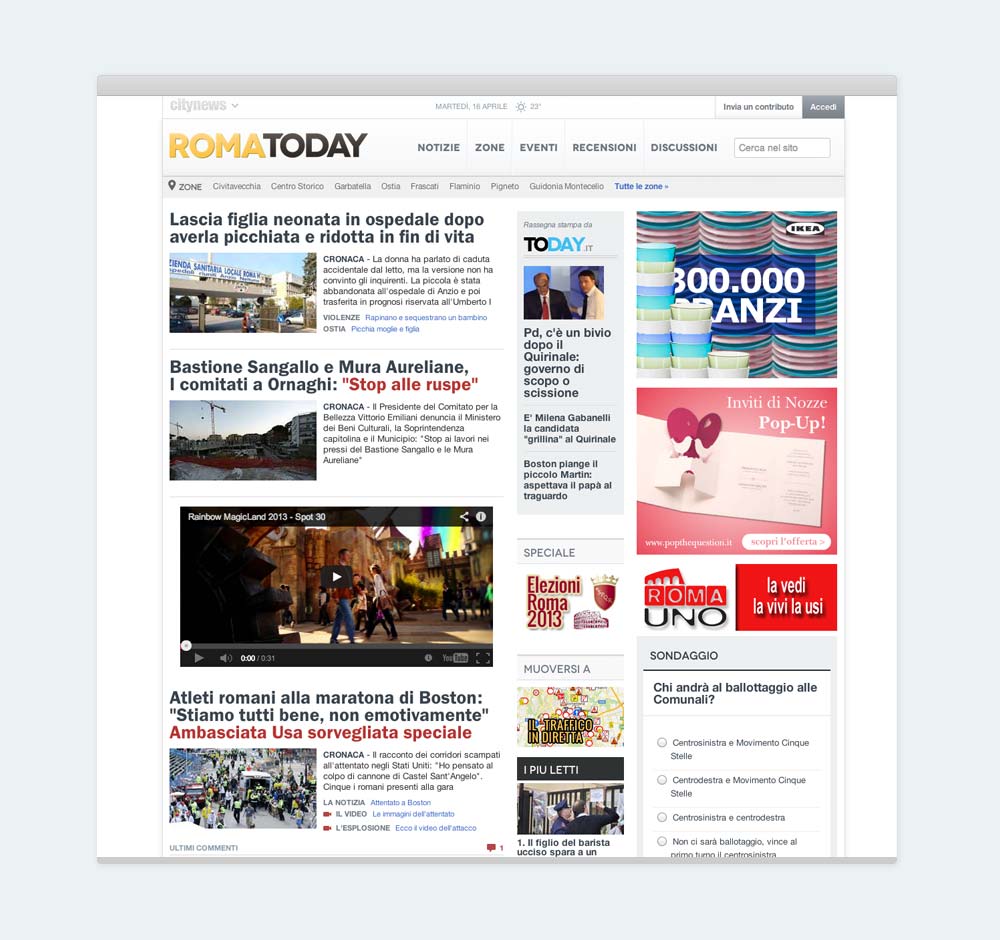 citynews
MARTEDÌ, 16 APRILE 23°
Invia un contributo
Accedi
ROMATODAY
NOTIZIE
ZONE
EVENTI
RECENSIONI
DISCUSSIONI
Cerca nel sito
ZONE Civitavecchia Centro Storico Garbatella Ostia Frascati Flaminio Pigneto Guidonia Montecelio Tutte le zone »
Lascia figlia neonata in ospedale dopo
averla picchiata e ridotta in fin di vita
ZIENDA SANITARIA LOCALE ROMA
CRONACA - La donna ha parlato di caduta
accidentale dal letto, ma la versione non ha
convinto gli inquirenti. La piccola è stata
abbandonata all'ospedale di Anzio e poi
trasferita in prognosi riservata all'Umberto I
VIOLENZE Rapinano e sequestrano un bambino
OSTIA Picchia moglie e figlia
Bastione Sangallo e Mura Aureliane,
I comitati a Ornaghi: "Stop alle ruspe"
CRONACA - Il Presidente del Comitato per la
Bellezza Vittorio Emiliani denuncia il Ministero
dei Beni Culturali, la Soprintendenza
capitolina e il Municipio: "Stop ai lavori nei
pressi del Bastione Sangallo e le Mura
Aureliane"
Rainbow MagicLand 2013 - Spot 30
0:00 / 0:31
YouTube
Atleti romani alla maratona di Boston:
"Stiamo tutti bene, non emotivamente"
Ambasciata Usa sorvegliata speciale
CRONACA - Il racconto dei corridori scampati
all'attentato negli Stati Uniti: "Ho pensato al
colpo di cannone di Castel Sant'Angelo".
Cinque i romani presenti alla gara
LA NOTIZIA Attentato a Boston
IL VIDEO Le immagini dell'attentato
L'ESPLOSIONE Ecco il video dell'attacco
ULTIMI COMMENTI
1
Rassegna stampa da
TODAY.IT
Pd, c'è un bivio
dopo il
Quirinale:
governo di
scopo o
scissione
E' Milena Gabanelli
la candidata
"grillina" al Quirinale
Boston piange il
piccolo Martin:
aspettava il papà al
traguardo
SPECIALE
Elezioni
Roma
2013
MUOVERSI A
IL TRAFFICO
IN DIRETTA
I PIU LETTI
1. Il figlio del barista
ucciso spara a un
IKEA
800.000
PRANZI
Inviti di Nozze
Pop-Up!
www.popthequestion.it
scopri l'offerta >
ROMA
UNO
la vedi
la vivi la usi
SONDAGGIO
Chi andrà al ballottaggio alle
Comunali?
Centrosinistra e Movimento Cinque
Stelle
Centrodestra e Movimento Cinque
Stelle
Centrosinistra e centrodestra
Non ci sarà ballotaggio, vince al
primo turno il centrosinistra